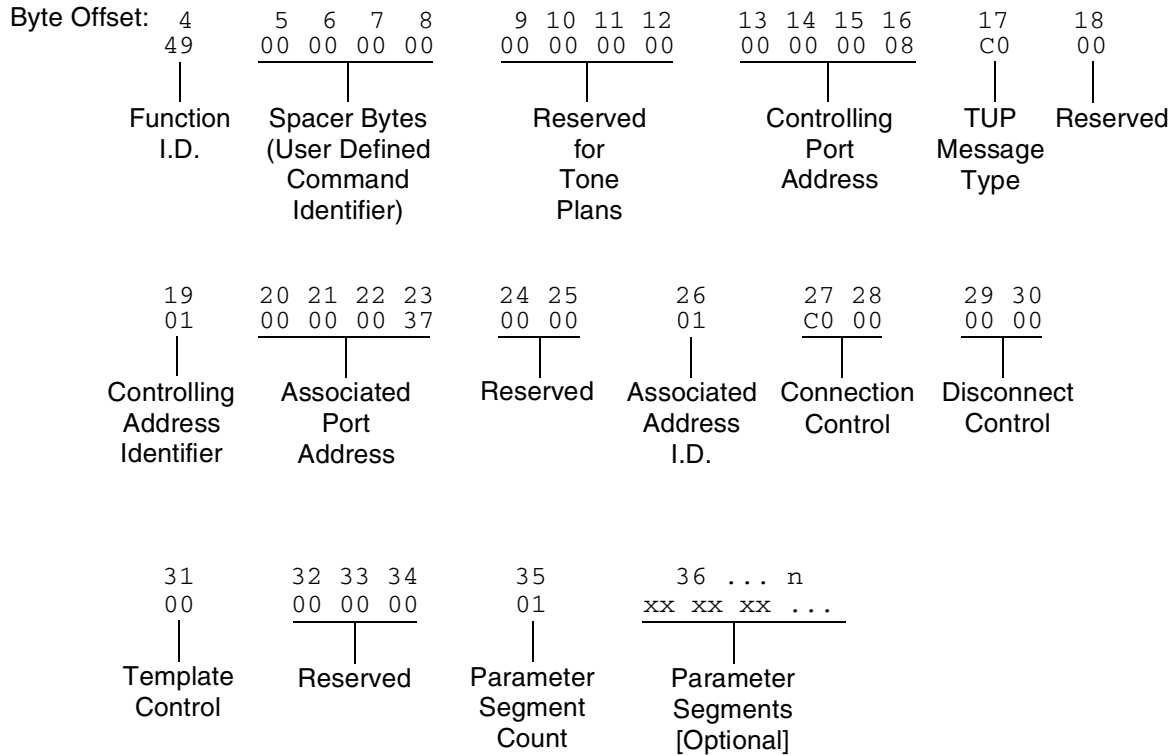 Byte Offset: 4 5 6 7 8 9 10 11 12 13 14 15 16 17 18
49 00 00 00 00 00 00 00 00 00 00 00 08 C0 00
Function Spacer Bytes Reserved Controlling TUP Reserved
I.D. (User Defined for Port Message
Command Tone Address Type
Identifier) Plans
19 20 21 22 23 24 25 26 27 28 29 30
01 00 00 00 37 00 00 01 C0 00 00 00
Controlling Associated Reserved Associated Connection Disconnect
Address Port Address Control Control
Identifier Address I.D.
31 32 33 34 35 36 ... n
00 00 00 00 01 xx xx xx ...
Template Reserved Parameter Parameter
Control Segment Segments
Count [Optional]